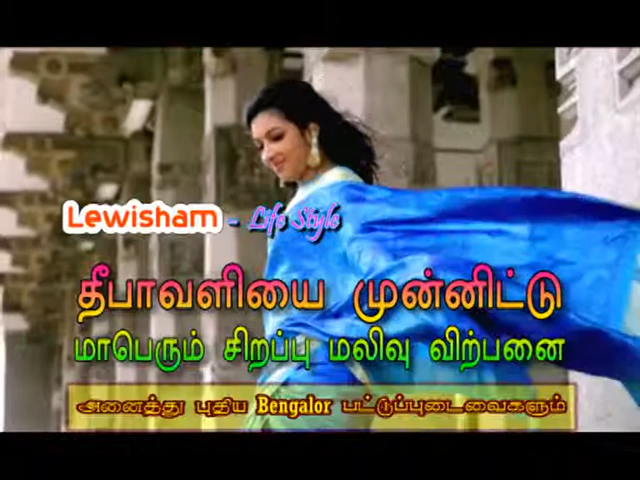 Lewisham - Life Style
தீபாவளியை முன்னிட்டு
மாபெரும் சிறப்பு மலிவு விற்பனை
அனைத்து புதிய Bengalor பட்டுப்புடைவைகளும்